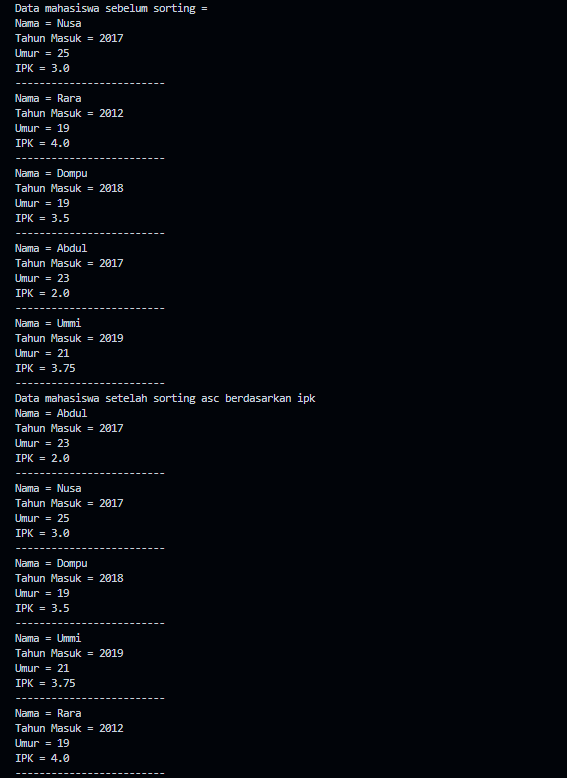 Data mahasiswa sebelum sorting =
Nama = Nusa
Tahun Masuk = 2017
Umur = 25
IPK = 3.0
-------------------------
Nama = Rara
Tahun Masuk = 2012
Umur = 19
IPK = 4.0
-------------------------
Nama = Dompu
Tahun Masuk = 2018
Umur = 19
IPK = 3.5
-------------------------
Nama = Abdul
Tahun Masuk = 2017
Umur = 23
IPK = 2.0
-------------------------
Nama = Ummi
Tahun Masuk = 2019
Umur = 21
IPK = 3.75
-------------------------
Data mahasiswa setelah sorting asc berdasarkan ipk
Nama = Abdul
Tahun Masuk = 2017
Umur = 23
IPK = 2.0
-------------------------
Nama = Nusa
Tahun Masuk = 2017
Umur = 25
IPK = 3.0
-------------------------
Nama = Dompu
Tahun Masuk = 2018
Umur = 19
IPK = 3.5
-------------------------
Nama = Ummi
Tahun Masuk = 2019
Umur = 21
IPK = 3.75
-------------------------
Nama = Rara
Tahun Masuk = 2012
Umur = 19
IPK = 4.0
-------------------------